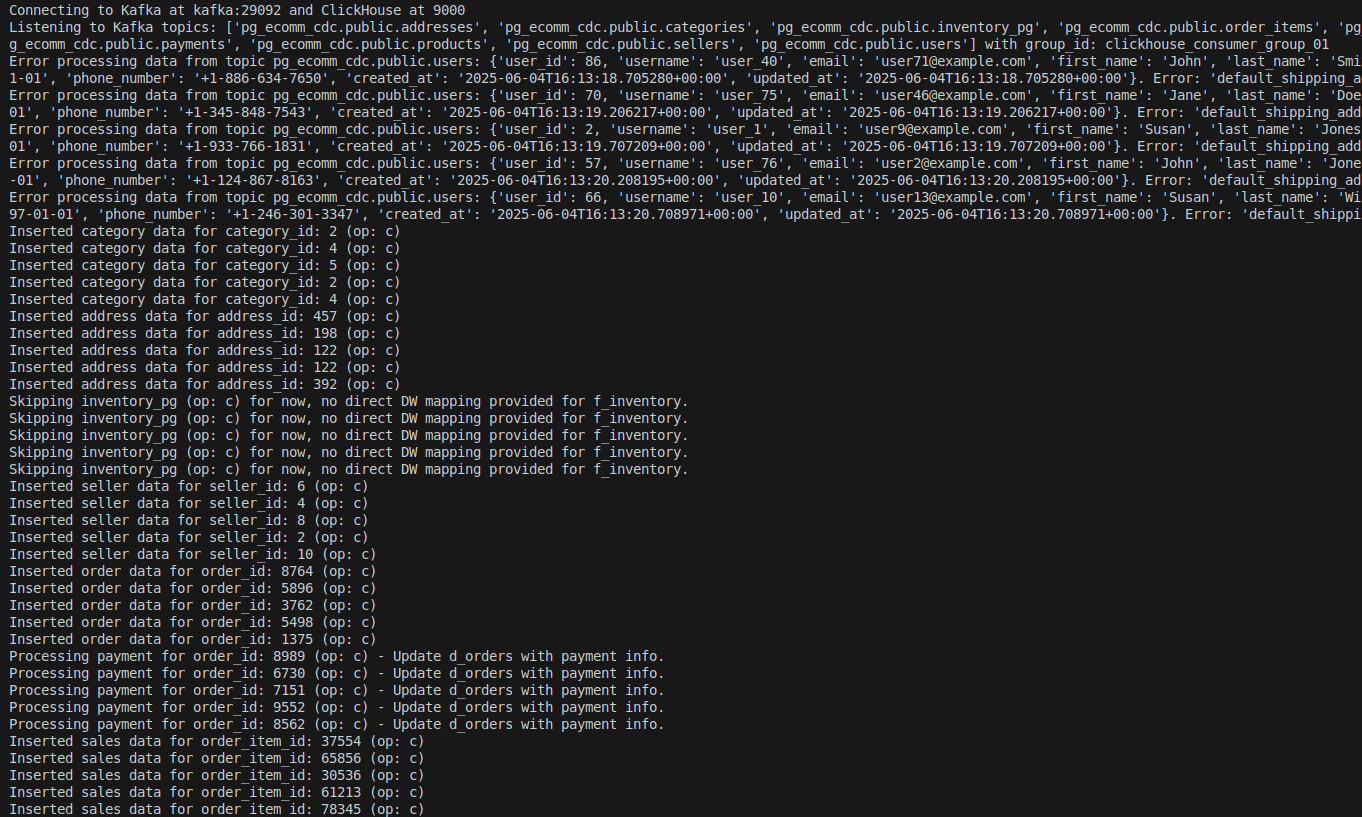 Connecting to Kafka at kafka:29092 and ClickHouse at 9000
Listening to Kafka topics: ['pg_ecomm_cdc.public.addresses', 'pg_ecomm_cdc.public.categories', 'pg_ecomm_cdc.public.inventory_pg', 'pg_ecomm_cdc.public.order_items', 'pg
g_ecomm_cdc.public.payments', 'pg_ecomm_cdc.public.products', 'pg_ecomm_cdc.public.sellers', 'pg_ecomm_cdc.public.users'] with group_id: clickhouse_consumer_group_01
Error processing data from topic pg_ecomm_cdc.public.users: {'user_id': 86, 'username': 'user_40', 'email': 'user71@example.com', 'first_name': 'John', 'last_name': 'Smi
1-01', 'phone_number': '+1-886-634-7650', 'created_at': '2025-06-04T16:13:18.705280+00:00', 'updated_at': '2025-06-04T16:13:18.705280+00:00'}. Error: 'default_shipping_a
Error processing data from topic pg_ecomm_cdc.public.users: {'user_id': 70, 'username': 'user_75', 'email': 'user46@example.com', 'first_name': 'Jane', 'last_name': 'Doe
01', 'phone_number': '+1-345-848-7543', 'created_at': '2025-06-04T16:13:19.206217+00:00', 'updated_at': '2025-06-04T16:13:19.206217+00:00'}. Error: 'default_shipping_add
Error processing data from topic pg_ecomm_cdc.public.users: {'user_id': 2, 'username': 'user_1', 'email': 'user9@example.com', 'first_name': 'Susan', 'last_name': 'Jones
01', 'phone_number': '+1-933-766-1831', 'created_at': '2025-06-04T16:13:19.707209+00:00', 'updated_at': '2025-06-04T16:13:19.707209+00:00'}. Error: 'default_shipping_add
Error processing data from topic pg_ecomm_cdc.public.users: {'user_id': 57, 'username': 'user_76', 'email': 'user2@example.com', 'first_name': 'John', 'last_name': 'Jone
-01', 'phone_number': '+1-124-867-8163', 'created_at': '2025-06-04T16:13:20.208195+00:00', 'updated_at': '2025-06-04T16:13:20.208195+00:00'}. Error: 'default_shipping_ad
Error processing data from topic pg_ecomm_cdc.public.users: {'user_id': 66, 'username': 'user_10', 'email': 'user13@example.com', 'first_name': 'Susan', 'last_name': 'Wi
97-01-01', 'phone_number': '+1-246-301-3347', 'created_at': '2025-06-04T16:13:20.708971+00:00', 'updated_at': '2025-06-04T16:13:20.708971+00:00'}. Error: 'default_shippi
Inserted category data for category_id: 2 (op: c)
Inserted category data for category_id: 4 (op: c)
Inserted category data for category_id: 5 (op: c)
Inserted category data for category_id: 2 (op: c)
Inserted category data for category_id: 4 (op: c)
Inserted address data for address_id: 457 (op: c)
Inserted address data for address_id: 198 (op: c)
Inserted address data for address_id: 122 (op: c)
Inserted address data for address_id: 122 (op: c)
Inserted address data for address_id: 392 (op: c)
Skipping inventory_pg (op: c) for now, no direct DW mapping provided for f_inventory.
Skipping inventory_pg (op: c) for now, no direct DW mapping provided for f_inventory.
Skipping inventory_pg (op: c) for now, no direct DW mapping provided for f_inventory.
Skipping inventory_pg (op: c) for now, no direct DW mapping provided for f_inventory.
Skipping inventory_pg (op: c) for now, no direct DW mapping provided for f_inventory.
Inserted seller data for seller_id: 6 (op: c)
Inserted seller data for seller_id: 4 (op: c)
Inserted seller data for seller_id: 8 (op: c)
Inserted seller data for seller_id: 2 (op: c)
Inserted seller data for seller_id: 10 (op: c)
Inserted order data for order_id: 8764 (op: c)
Inserted order data for order_id: 5896 (op: c)
Inserted order data for order_id: 3762 (op: c)
Inserted order data for order_id: 5498 (op: c)
Inserted order data for order_id: 1375 (op: c)
Processing payment for order_id: 8989 (op: c) - Update d_orders with payment info.
Processing payment for order_id: 6730 (op: c) - Update d_orders with payment info.
Processing payment for order_id: 7151 (op: c) - Update d_orders with payment info.
Processing payment for order_id: 9552 (op: c) - Update d_orders with payment info.
Processing payment for order_id: 8562 (op: c) - Update d_orders with payment info.
Inserted sales data for order_item_id: 37554 (op: c)
Inserted sales data for order_item_id: 65856 (op: c)
Inserted sales data for order_item_id: 30536 (op: c)
Inserted sales data for order_item_id: 61213 (op: c)
Inserted sales data for order_item_id: 78345 (op: c)